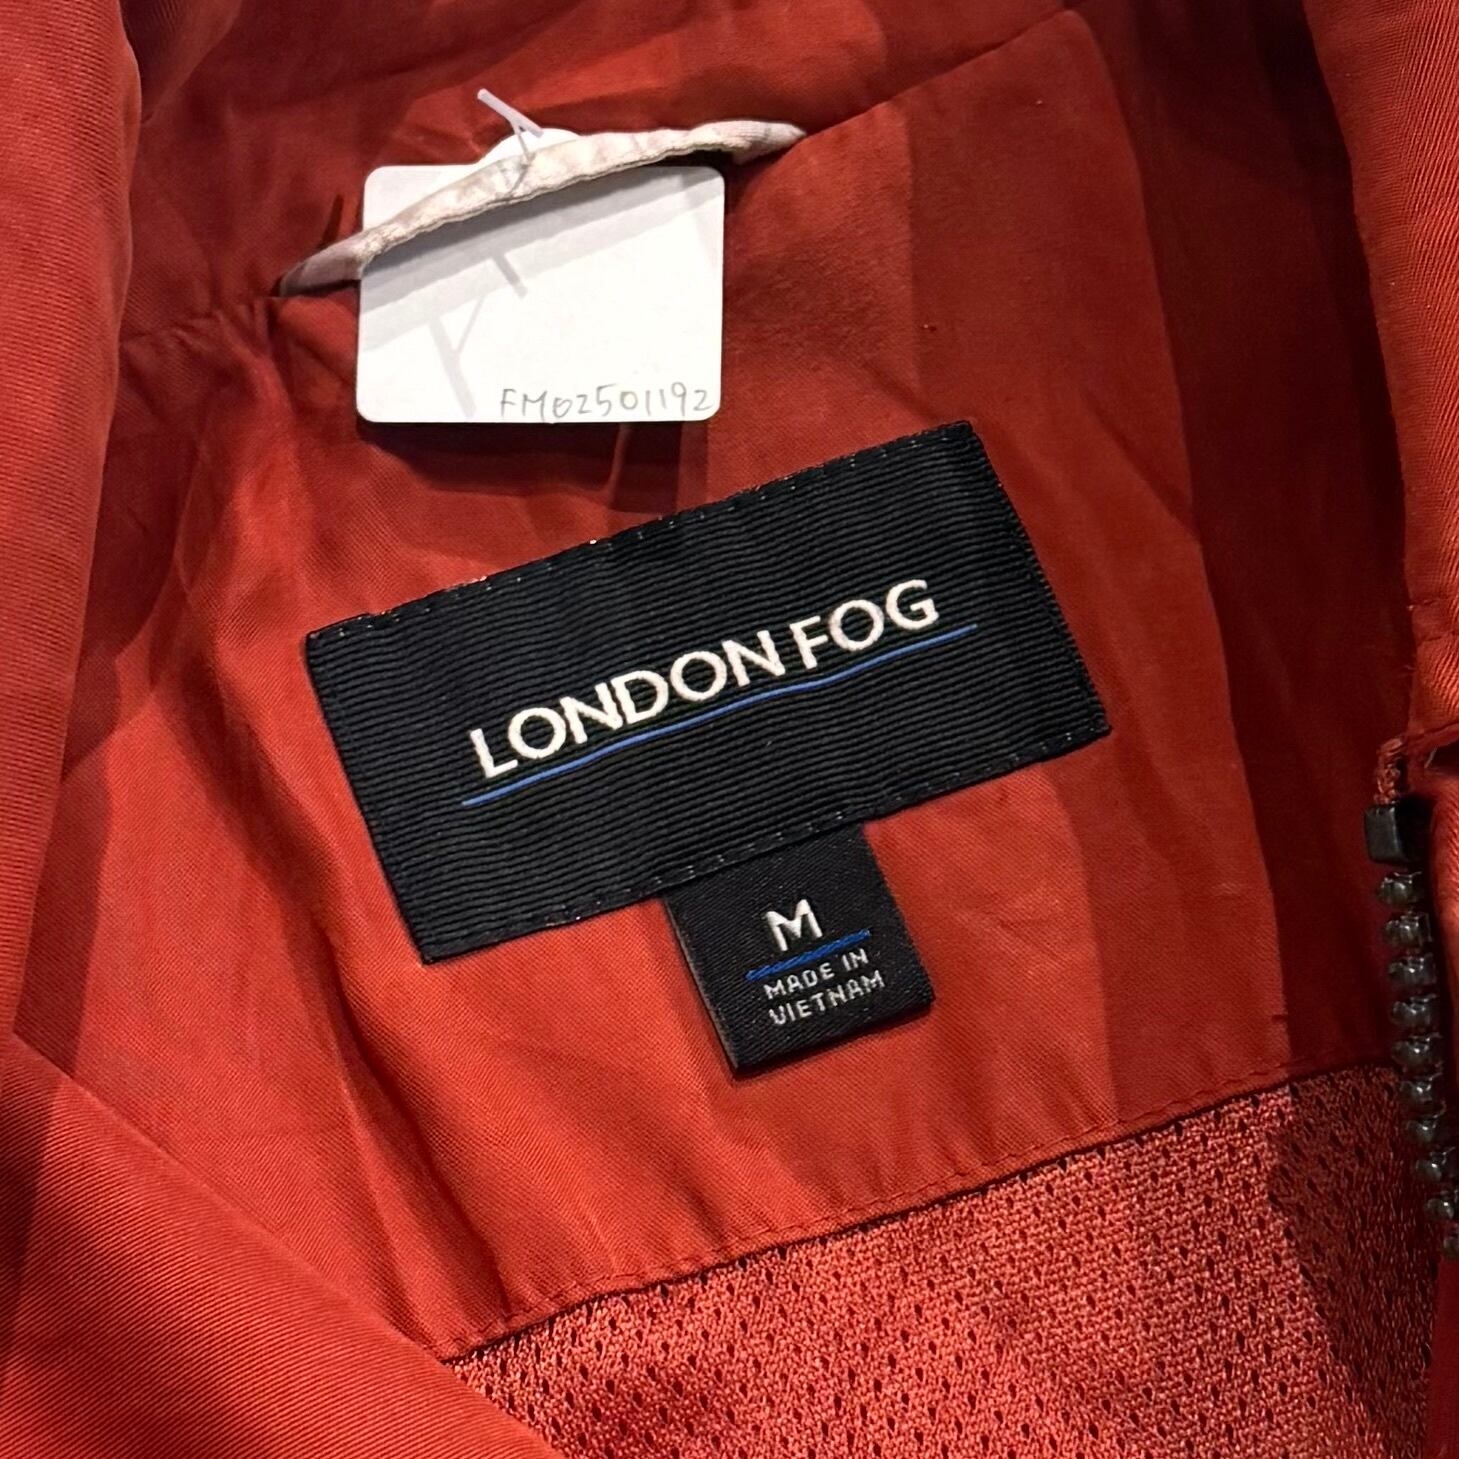 FM02501192
LONDON FOG
M
MADE IN
VIETNAM